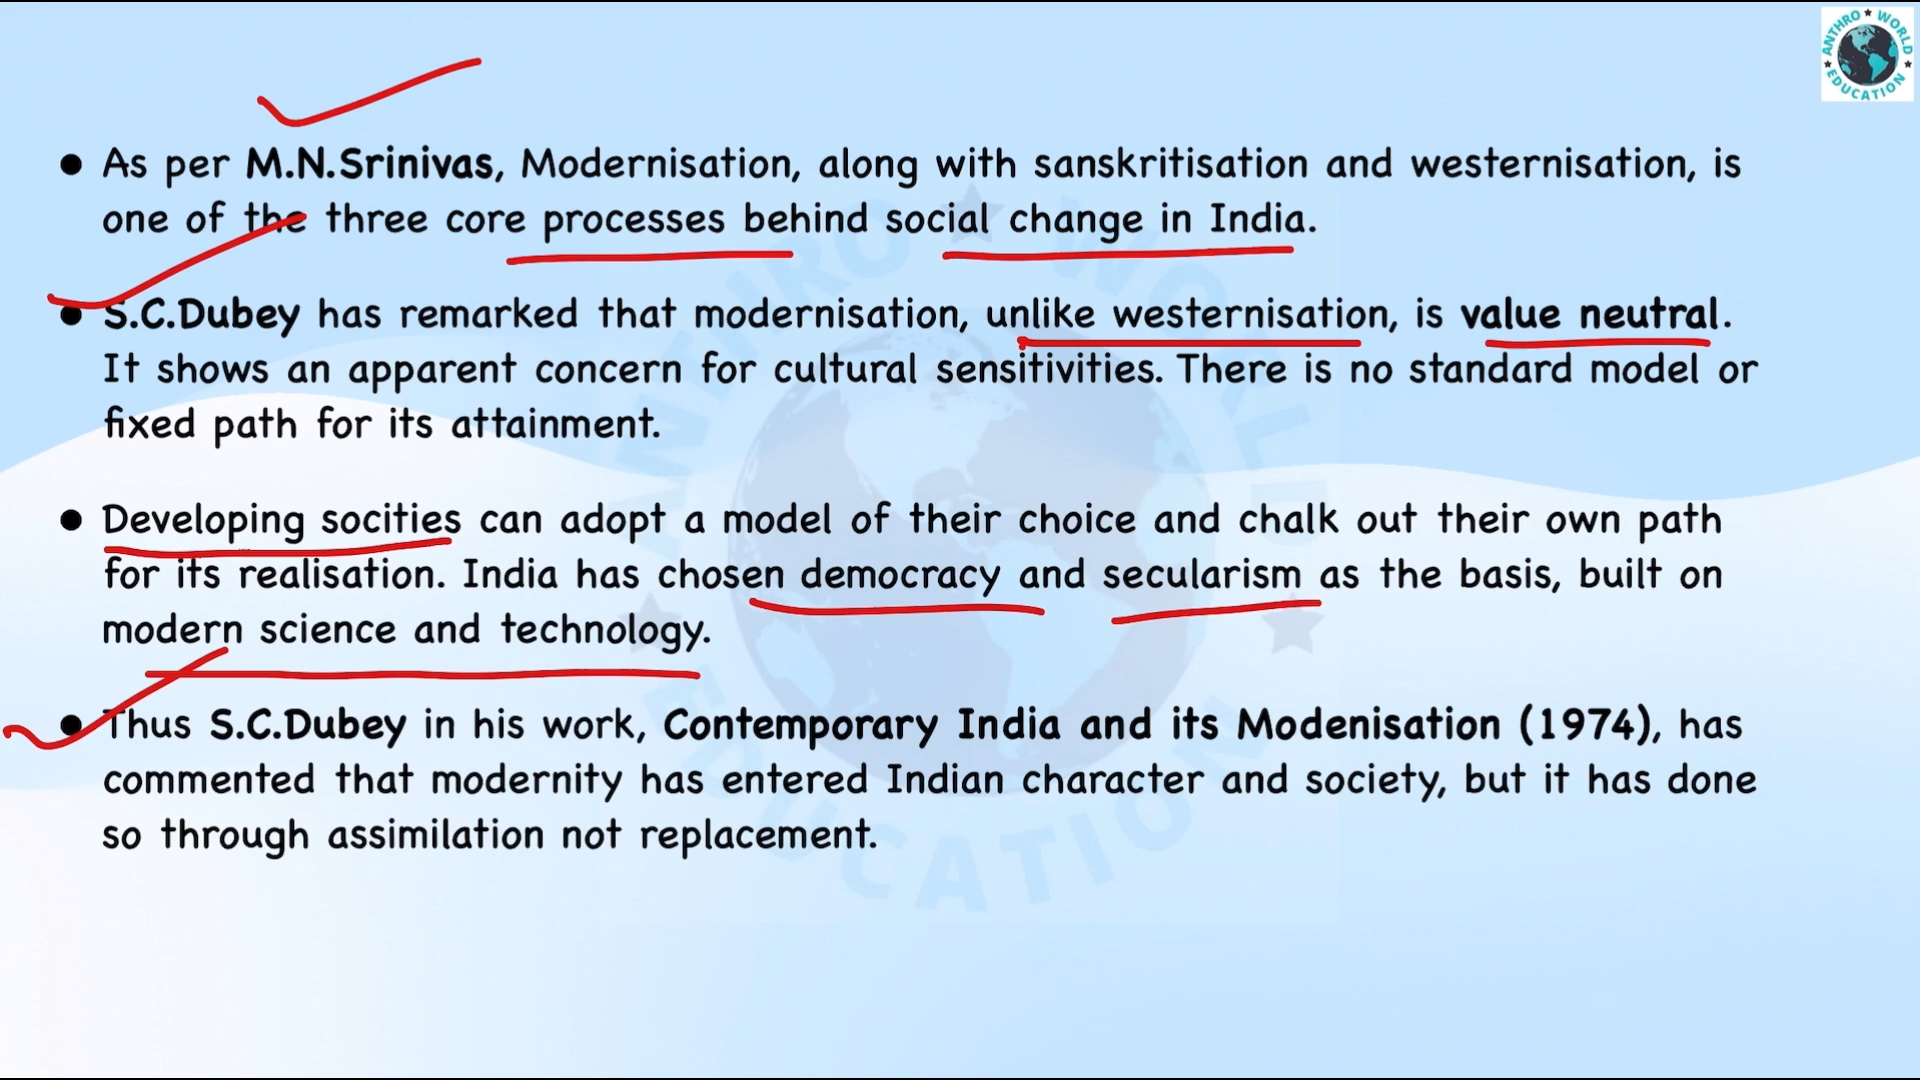 ANTHRO ★ WORLD ★ EDUCATION ★
● As per M.N.Srinivas, Modernisation, along with sanskritisation and westernisation, is
one of the three core processes behind social change in India.
● S.C.Dubey has remarked that modernisation, unlike westernisation, is value neutral.
It shows an apparent concern for cultural sensitivities. There is no standard model or
fixed path for its attainment.
● Developing socities can adopt a model of their choice and chalk out their own path
for its realisation. India has chosen democracy and secularism as the basis, built on
modern science and technology.
● Thus S.C.Dubey in his work, Contemporary India and its Modenisation (1974), has
commented that modernity has entered Indian character and society, but it has done
so through assimilation not replacement.
ANTHRO ★ WORLD ★ EDUCATION ★